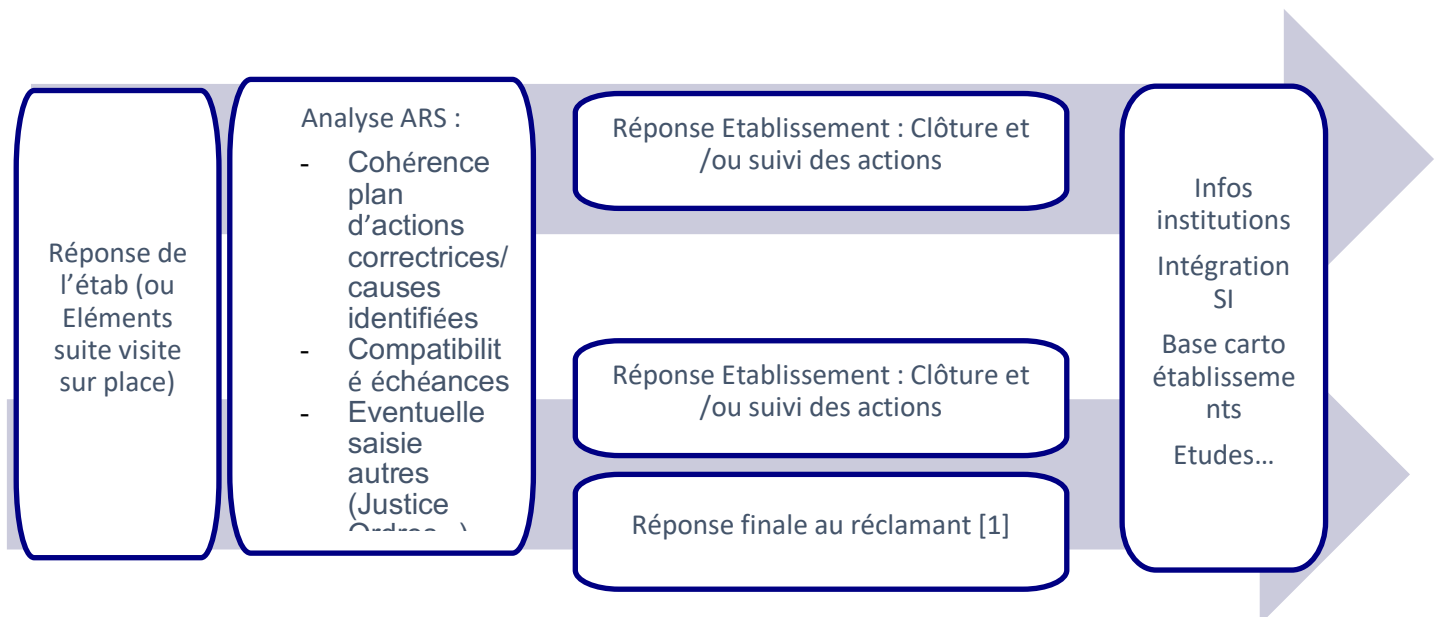 Réponse de
l'étab (ou
Eléments
suite visite
sur place)
Analyse ARS :
- Cohérence
plan
d'actions
correctrices/
causes
identifiées
- Compatibilit
é échéances
- Eventuelle
saisie
autres
(Justice
Réponse Etablissement : Clôture et
/ou suivi des actions
Réponse Etablissement : Clôture et
/ou suivi des actions
Réponse finale au réclamant [1]
Infos
institutions
Intégration
SI
Base carto
établisseme
nts
Etudes...